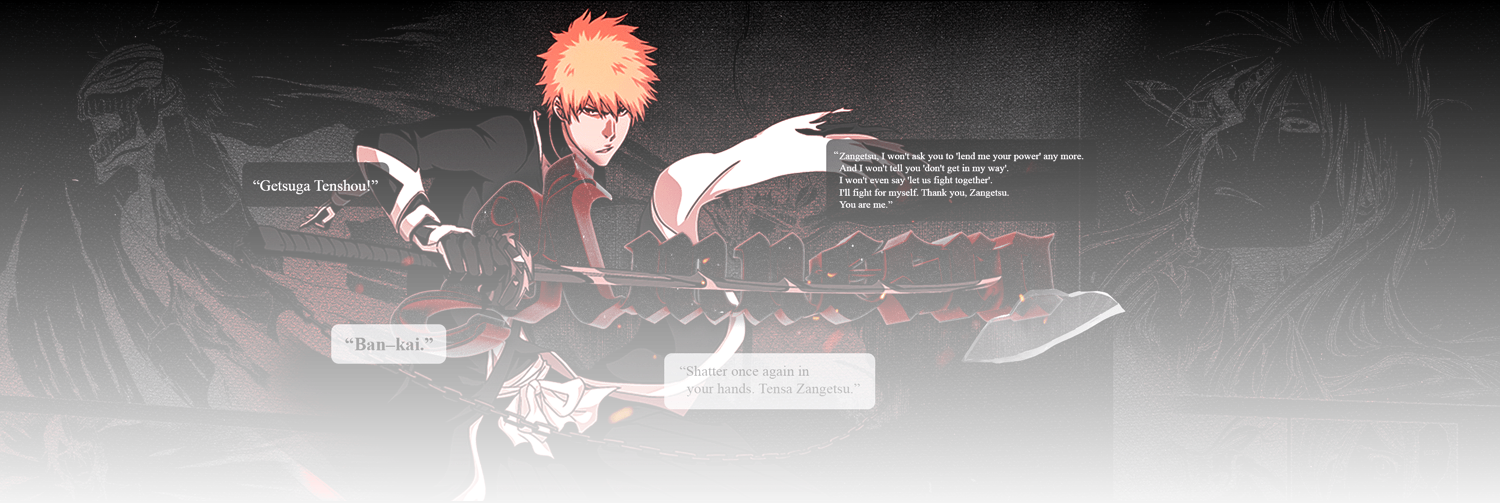 “Getsuga Tenshou!”
“Zangetsu, I won't ask you to 'lend me your power' any more.
And I won't tell you 'don't get in my way'.
I won't even say 'let us fight together'.
I'll fight for myself. Thank you, Zangetsu.
You are me.”
“Ban–kai.”
“Shatter once again in
your hands. Tensa Zangetsu.”